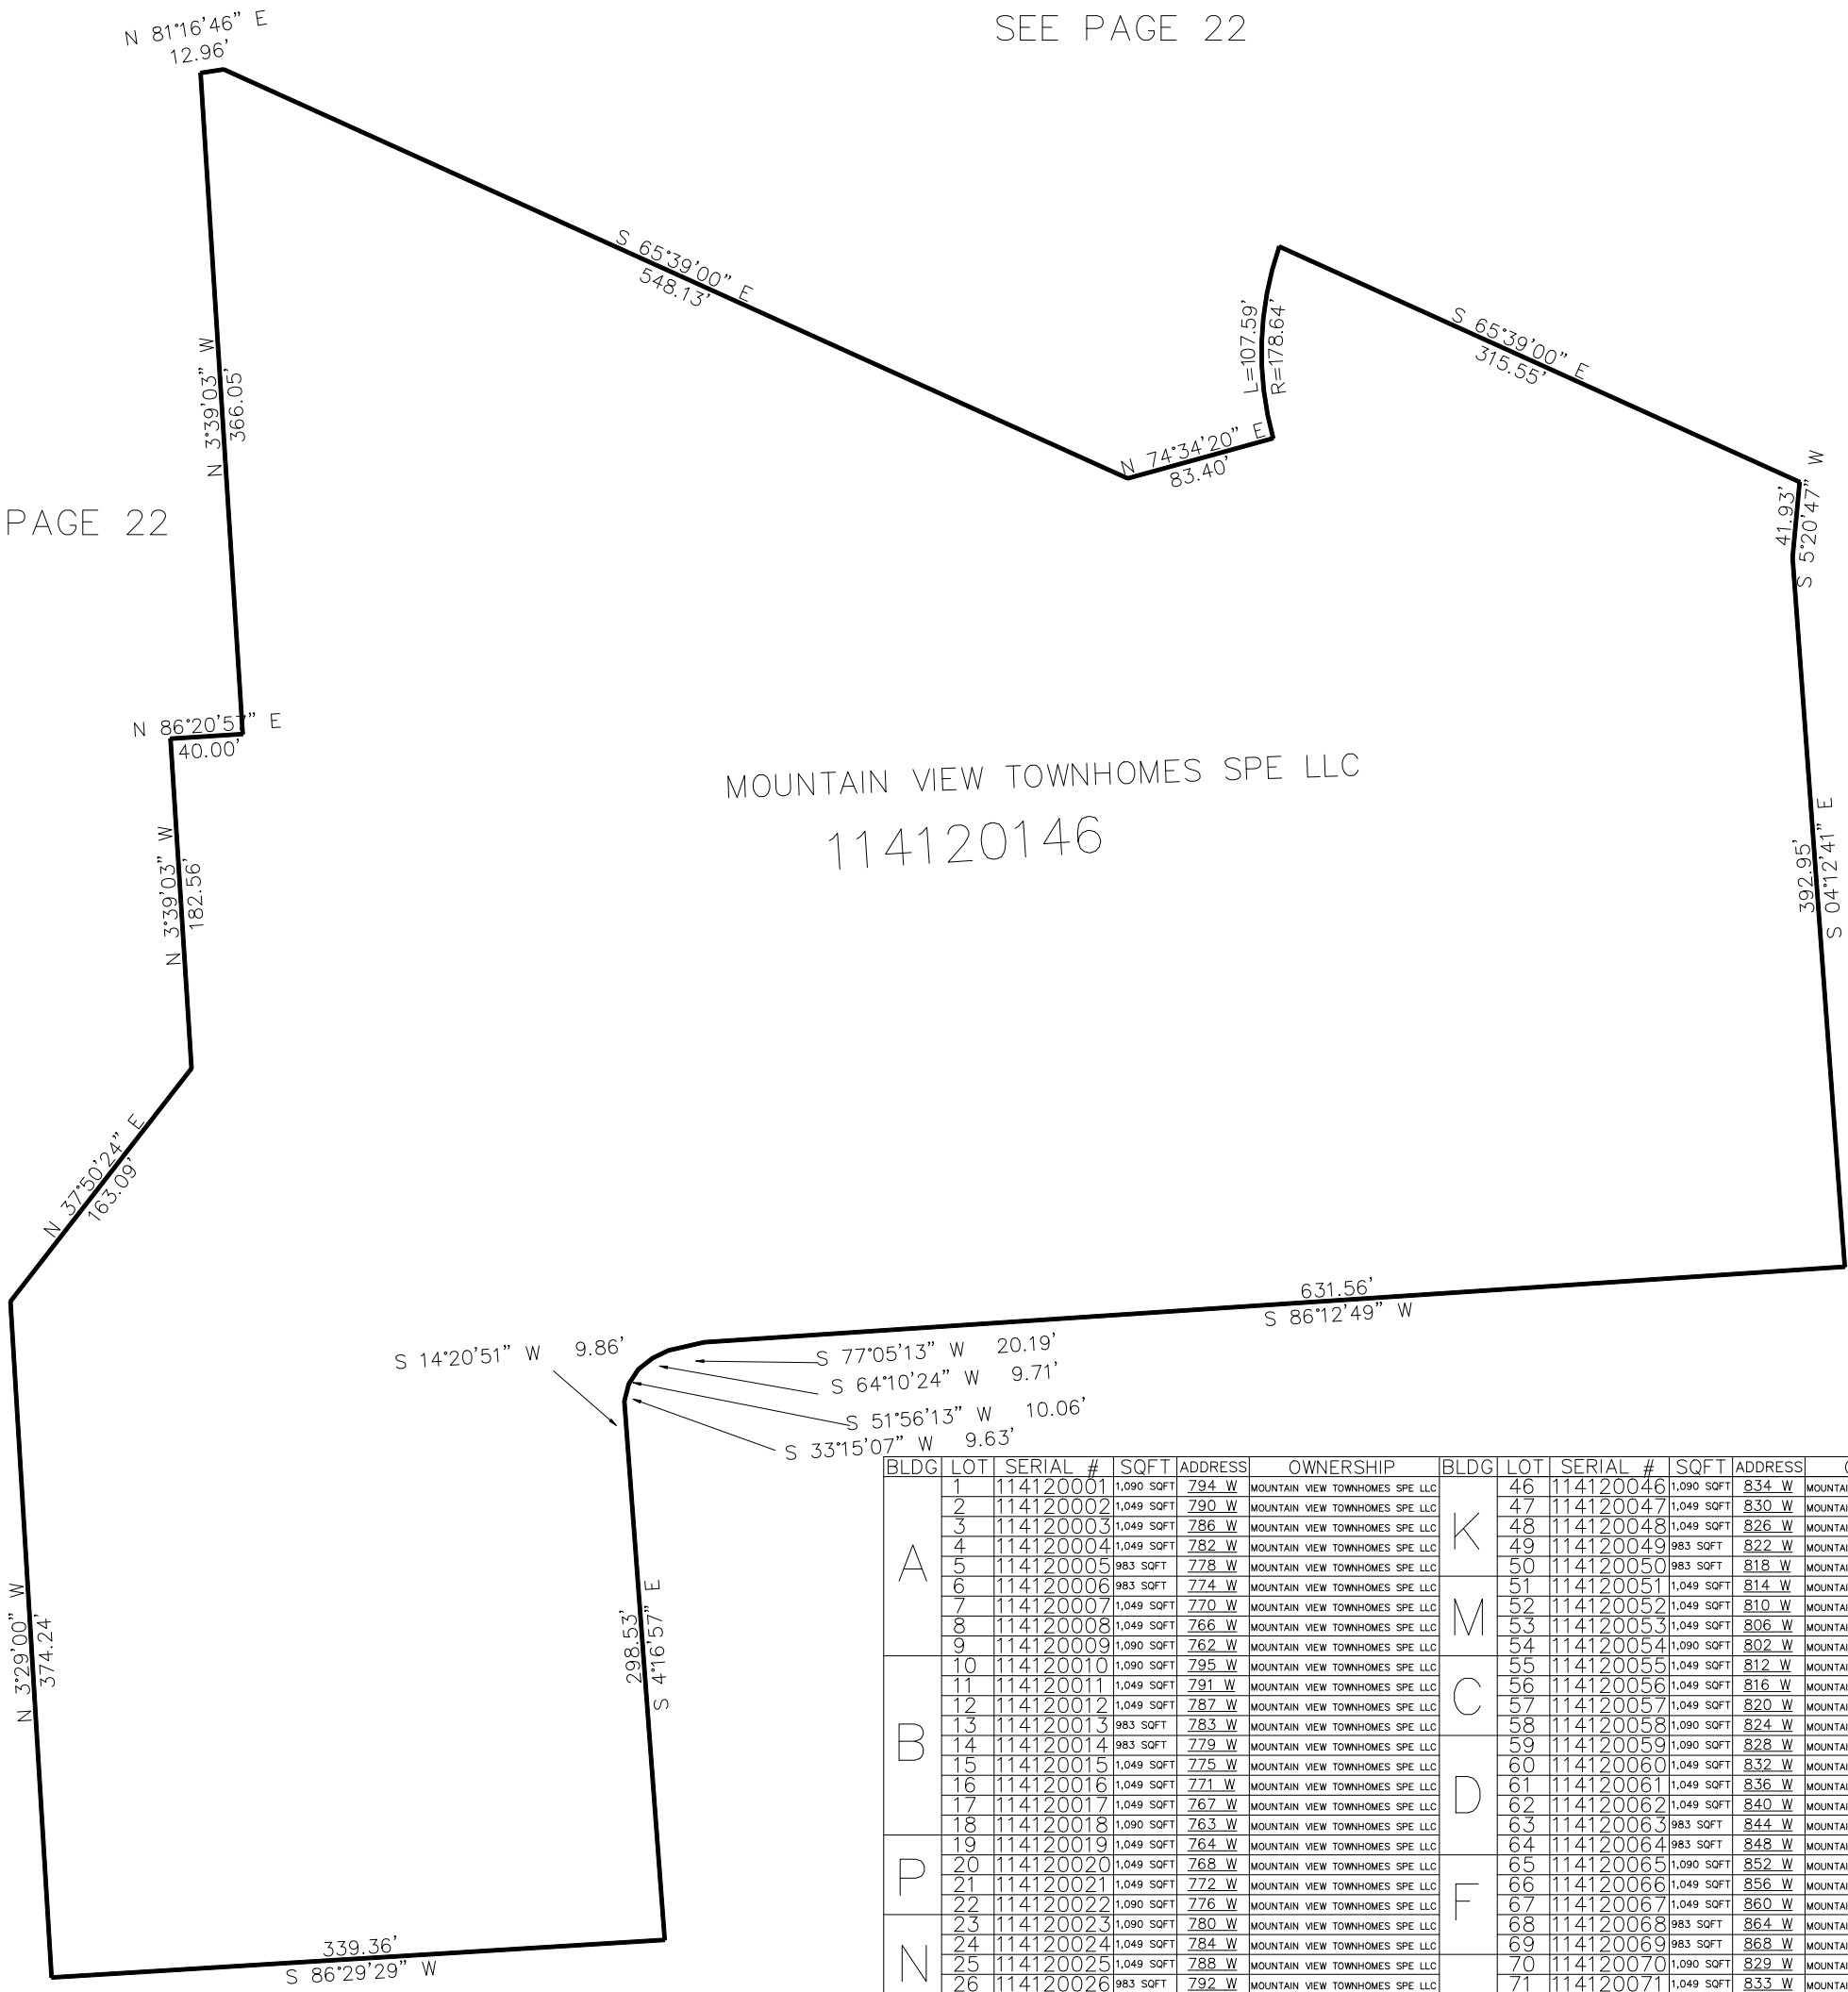 SEE PAGE 22
N 81°16'46" E
12.96'
S 65°39'00" E
548.13'
L=107.59'
R=178.64'
S 65°39'00" E
315.55'
N 3°39'03" W
366.05'
N 74°34'20" E
83.40'
41.93'
S 5°20'47" W
PAGE 22
N 86°20'57" E
40.00'
MOUNTAIN VIEW TOWNHOMES SPE LLC
114120146
N 3°39'03" W
182.56'
392.95'
S 04°12'41" E
N 37°50'24" E
163.09'
631.56'
S 86°12'49" W
S 14°20'51" W 9.86'
S 77°05'13" W 20.19'
S 64°10'24" W 9.71'
S 51°56'13" W 10.06'
S 33°15'07" W 9.63'
N 3°29'00" W
374.24'
298.53'
S 4°16'57" E
339.36'
S 86°29'29" W
BLDG LOT SERIAL # SQFT ADDRESS OWNERSHIP BLDG LOT SERIAL # SQFT ADDRESS
A
1 114120001 1,090 SQFT 794 W MOUNTAIN VIEW TOWNHOMES SPE LLC K 46 114120046 1,090 SQFT 834 W
2 114120002 1,049 SQFT 790 W MOUNTAIN VIEW TOWNHOMES SPE LLC 47 114120047 1,049 SQFT 830 W
3 114120003 1,049 SQFT 786 W MOUNTAIN VIEW TOWNHOMES SPE LLC 48 114120048 1,049 SQFT 826 W
4 114120004 1,049 SQFT 782 W MOUNTAIN VIEW TOWNHOMES SPE LLC 49 114120049 983 SQFT 822 W
5 114120005 983 SQFT 778 W MOUNTAIN VIEW TOWNHOMES SPE LLC 50 114120050 983 SQFT 818 W
6 114120006 983 SQFT 774 W MOUNTAIN VIEW TOWNHOMES SPE LLC M 51 114120051 1,049 SQFT 814 W
7 114120007 1,049 SQFT 770 W MOUNTAIN VIEW TOWNHOMES SPE LLC 52 114120052 1,049 SQFT 810 W
8 114120008 1,049 SQFT 766 W MOUNTAIN VIEW TOWNHOMES SPE LLC 53 114120053 1,049 SQFT 806 W
9 114120009 1,090 SQFT 762 W MOUNTAIN VIEW TOWNHOMES SPE LLC 54 114120054 1,090 SQFT 802 W
B
10 114120010 1,090 SQFT 795 W MOUNTAIN VIEW TOWNHOMES SPE LLC C 55 114120055 1,049 SQFT 812 W
11 114120011 1,049 SQFT 791 W MOUNTAIN VIEW TOWNHOMES SPE LLC 56 114120056 1,049 SQFT 816 W
12 114120012 1,049 SQFT 787 W MOUNTAIN VIEW TOWNHOMES SPE LLC 57 114120057 1,049 SQFT 820 W
13 114120013 983 SQFT 783 W MOUNTAIN VIEW TOWNHOMES SPE LLC 58 114120058 1,090 SQFT 824 W
14 114120014 983 SQFT 779 W MOUNTAIN VIEW TOWNHOMES SPE LLC D 59 114120059 1,090 SQFT 828 W
15 114120015 1,049 SQFT 775 W MOUNTAIN VIEW TOWNHOMES SPE LLC 60 114120060 1,049 SQFT 832 W
16 114120016 1,049 SQFT 771 W MOUNTAIN VIEW TOWNHOMES SPE LLC 61 114120061 1,049 SQFT 836 W
17 114120017 1,049 SQFT 767 W MOUNTAIN VIEW TOWNHOMES SPE LLC 62 114120062 1,049 SQFT 840 W
18 114120018 1,090 SQFT 763 W MOUNTAIN VIEW TOWNHOMES SPE LLC 63 114120063 983 SQFT 844 W
P
19 114120019 1,049 SQFT 764 W MOUNTAIN VIEW TOWNHOMES SPE LLC 64 114120064 983 SQFT 848 W
20 114120020 1,049 SQFT 768 W MOUNTAIN VIEW TOWNHOMES SPE LLC F 65 114120065 1,090 SQFT 852 W
21 114120021 1,049 SQFT 772 W MOUNTAIN VIEW TOWNHOMES SPE LLC 66 114120066 1,049 SQFT 856 W
22 114120022 1,090 SQFT 776 W MOUNTAIN VIEW TOWNHOMES SPE LLC 67 114120067 1,049 SQFT 860 W
N
23 114120023 1,090 SQFT 780 W MOUNTAIN VIEW TOWNHOMES SPE LLC 68 114120068 983 SQFT 864 W
24 114120024 1,049 SQFT 784 W MOUNTAIN VIEW TOWNHOMES SPE LLC 69 114120069 983 SQFT 868 W
25 114120025 1,049 SQFT 788 W MOUNTAIN VIEW TOWNHOMES SPE LLC 70 114120070 1,090 SQFT 829 W
26 114120026 983 SQFT 792 W MOUNTAIN VIEW TOWNHOMES SPE LLC 71 114120071 1,049 SQFT 833 W